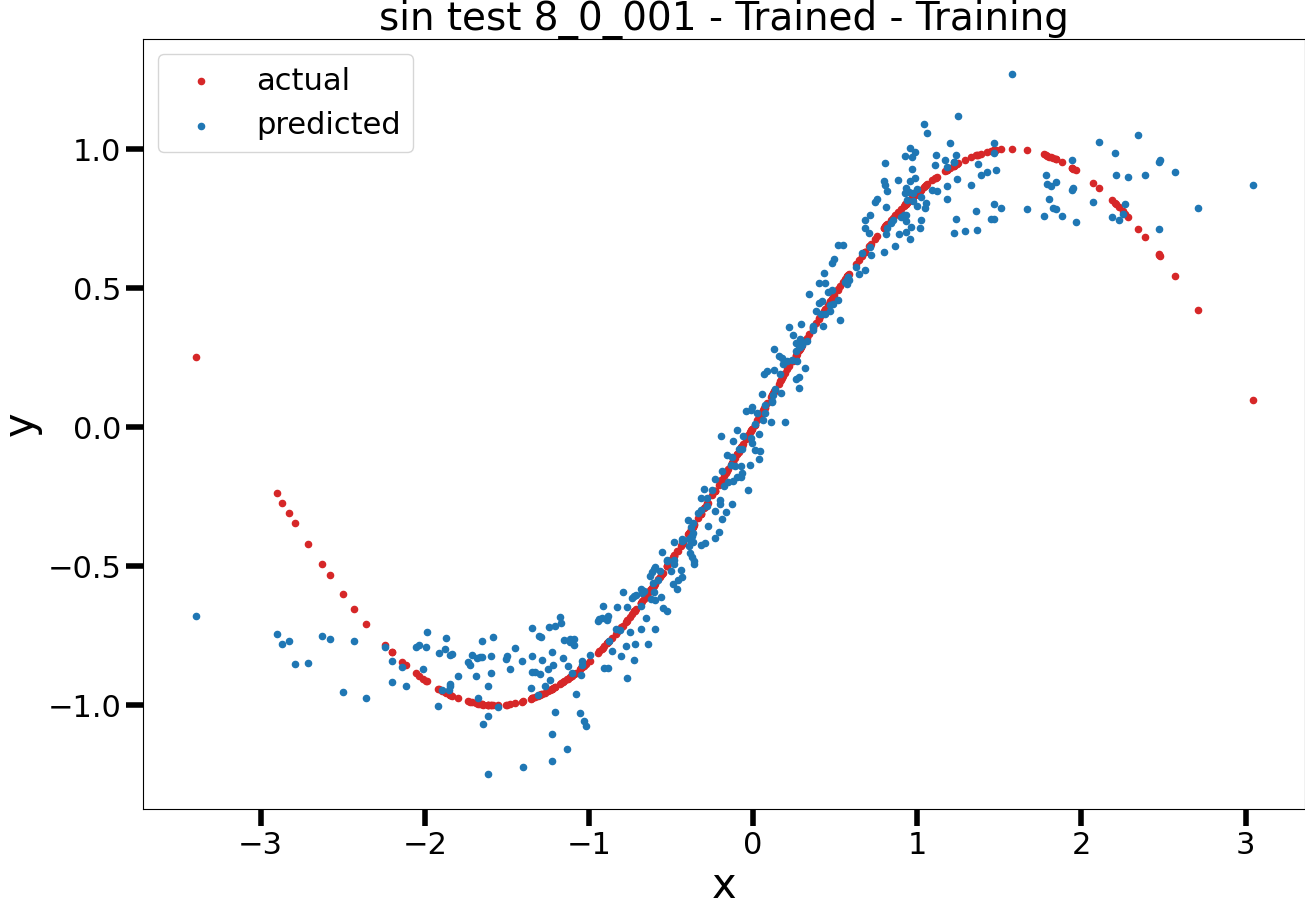 sin test 8_0_001 - Trained - Training
actual
predicted
1.0
0.5
0.0
−0.5
−1.0
y
−3 −2 −1 0 1 2 3
x